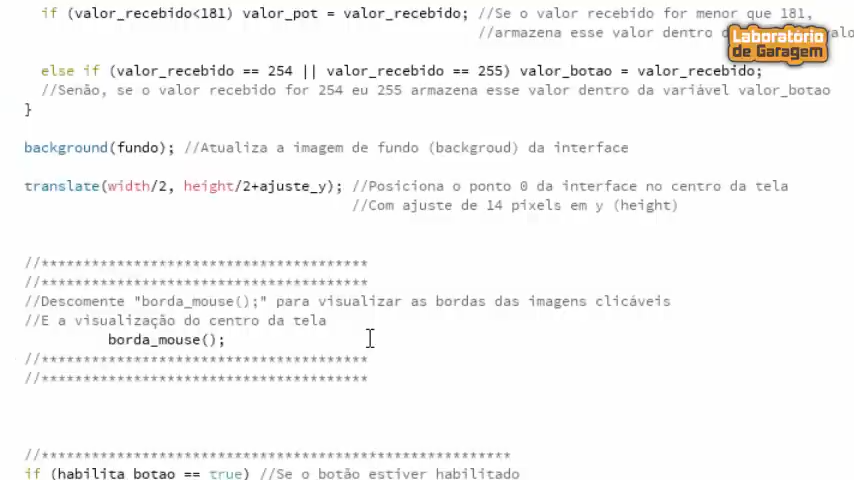 if (valor_recebido<181) valor_pot = valor_recebido; //Se o valor recebido for menor que 181,
//armazena esse valor dentro
Laboratório
de Garagem
else if (valor_recebido == 254 || valor_recebido == 255) valor_botao = valor_recebido;
//Senão, se o valor recebido for 254 eu 255 armazena esse valor dentro da variável valor_botao
}
background(fundo); //Atualiza a imagem de fundo (backgroud) da interface
translate(width/2, height/2+ajuste_y); //Posiciona o ponto 0 da interface no centro da tela
//Com ajuste de 14 pixels em y (height)
//***************************************
//***************************************
//Descomente "borda_mouse();" para visualizar as bordas das imagens clicáveis
//E a visualização do centro da tela
borda_mouse();
//***************************************
//***************************************
//********************************************************
if (habilita_botao == true) //Se o botão estiver habilitado